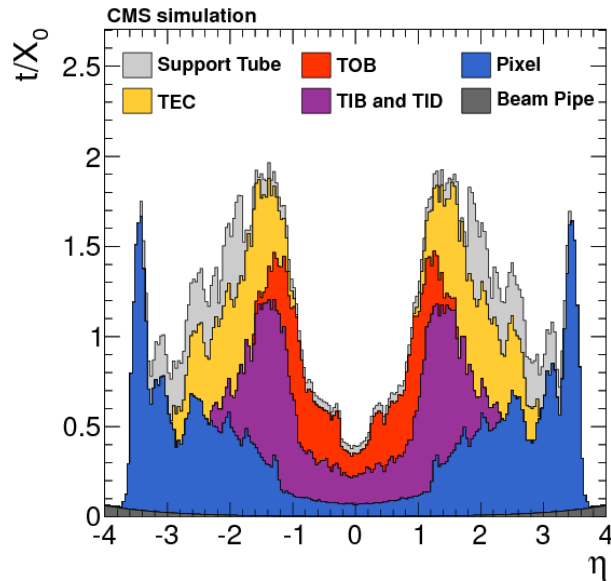 CMS simulation
t/X₀
Support Tube TOB Pixel
TEC TIB and TID Beam Pipe
2.5
2
1.5
1
0.5
0
-4 -3 -2 -1 0 1 2 3 4
η